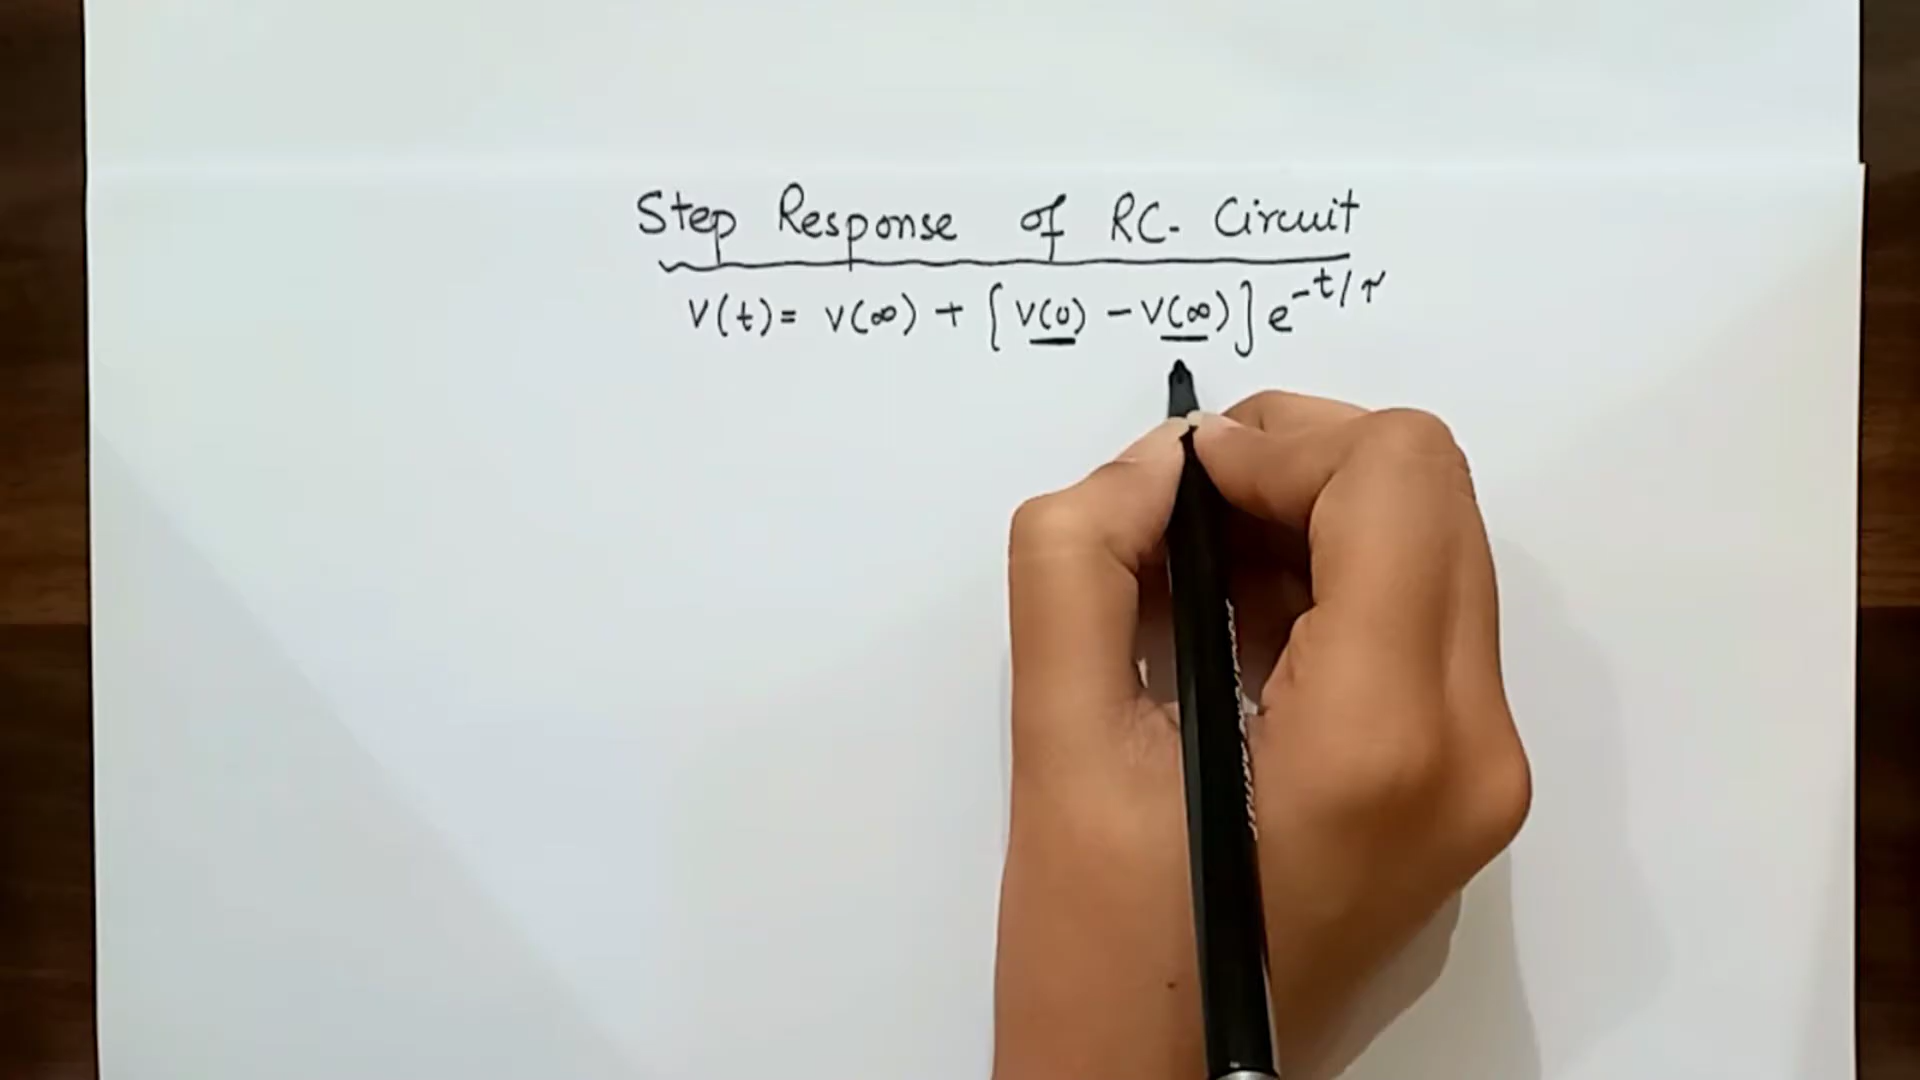 Step Response of RC- Circuit
V(t)= V(∞) + [V(0) - V(∞)] e^-t/τ